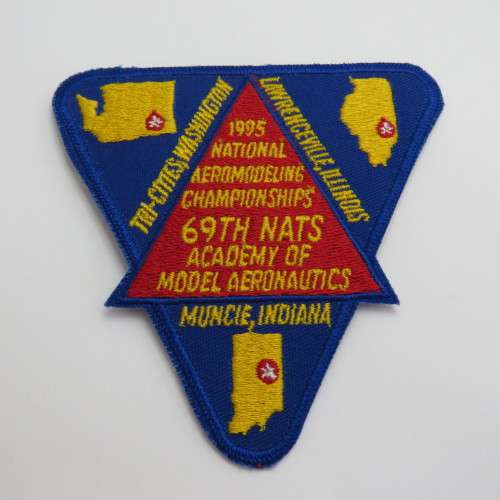 TRI-CITIES, WASHINGTON
LAWRENCEVILLE, ILLINOIS
1995
NATIONAL
AEROMODELING
CHAMPIONSHIPS
69TH NATS
ACADEMY OF
MODEL AERONAUTICS
MUNCIE, INDIANA